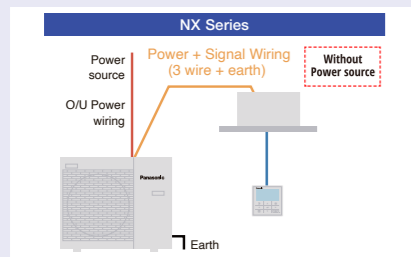 NX Series
Power
source
Power + Signal Wiring
(3 wire + earth)
Without
Power source
O/U Power
wiring
Panasonic
Earth